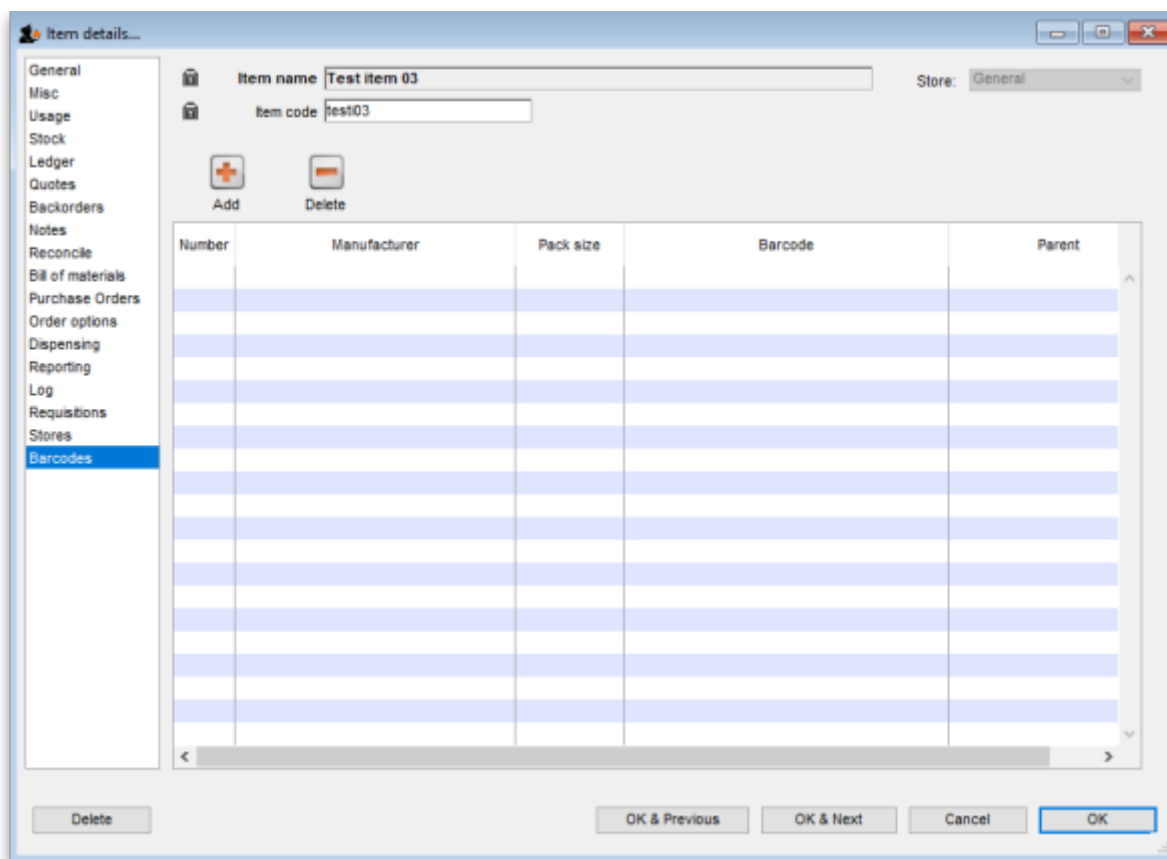 Item details...
General
Misc
Usage
Stock
Ledger
Quotes
Backorders
Notes
Reconcile
Bill of materials
Purchase Orders
Order options
Dispensing
Reporting
Log
Requisitions
Stores
Barcodes
Item name Test item 03 Store: General
Item code testi03
Add Delete
Number Manufacturer Pack size Barcode Parent
Delete OK & Previous OK & Next Cancel OK